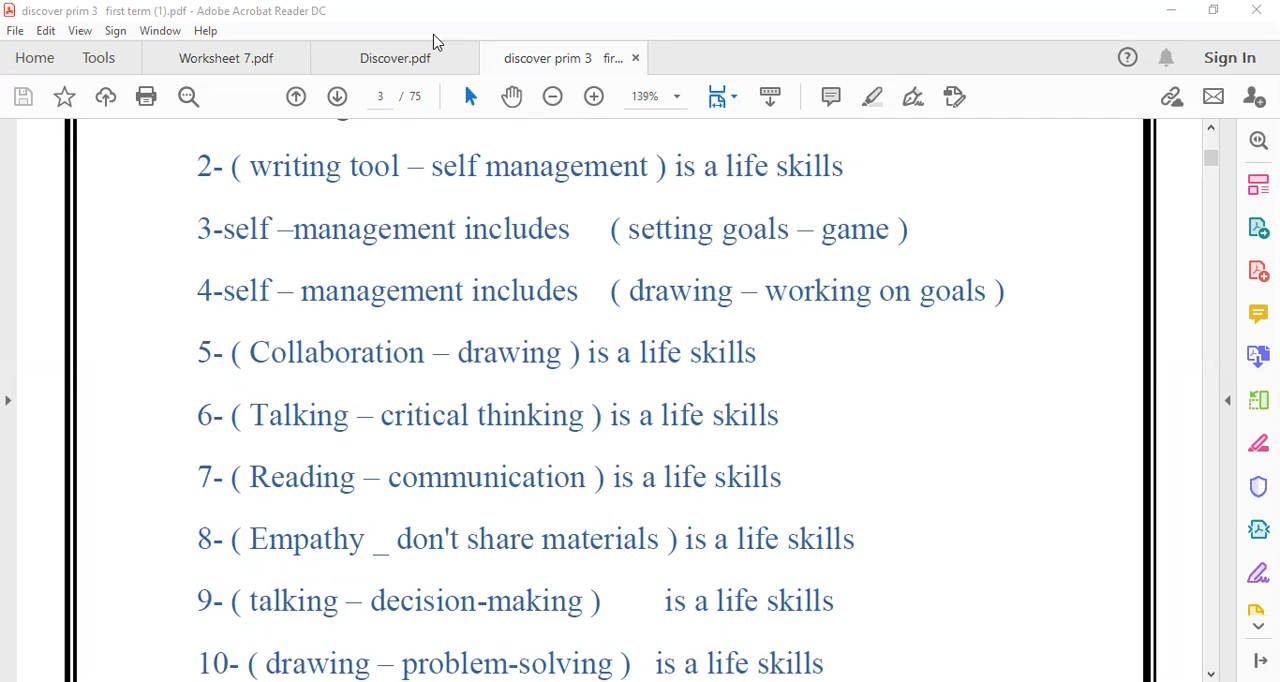 discover prim 3 first term (1).pdf - Adobe Acrobat Reader DC
File Edit View Sign Window Help
Home Tools Worksheet 7.pdf Discover.pdf discover prim 3 fir... × Sign In
3 / 75 139%
2- ( writing tool – self management ) is a life skills
3-self –management includes ( setting goals – game )
4-self – management includes ( drawing – working on goals )
5- ( Collaboration – drawing ) is a life skills
6- ( Talking – critical thinking ) is a life skills
7- ( Reading – communication ) is a life skills
8- ( Empathy _ don't share materials ) is a life skills
9- ( talking – decision-making ) is a life skills
10- ( drawing – problem-solving ) is a life skills